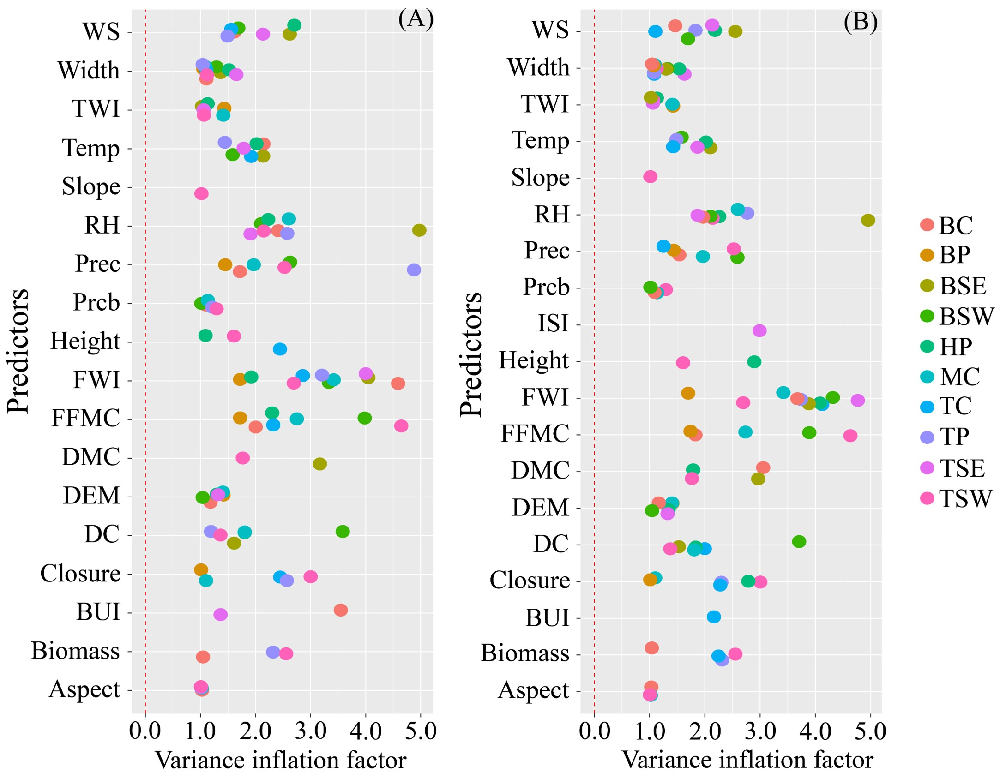 (A)
WS
Width
TWI
Temp
Slope
RH
Prec
Prcb
Height
FWI
FFMC
DMC
DEM
DC
Closure
BUI
Biomass
Aspect
Predictors
0.0 1.0 2.0 3.0 4.0 5.0
Variance inflation factor
(B)
WS
Width
TWI
Temp
Slope
RH
Prec
Prcb
ISI
Height
FWI
FFMC
DMC
DEM
DC
Closure
BUI
Biomass
Aspect
Predictors
0.0 1.0 2.0 3.0 4.0 5.0
Variance inflation factor
BC
BP
BSE
BSW
HP
MC
TC
TP
TSE
TSW